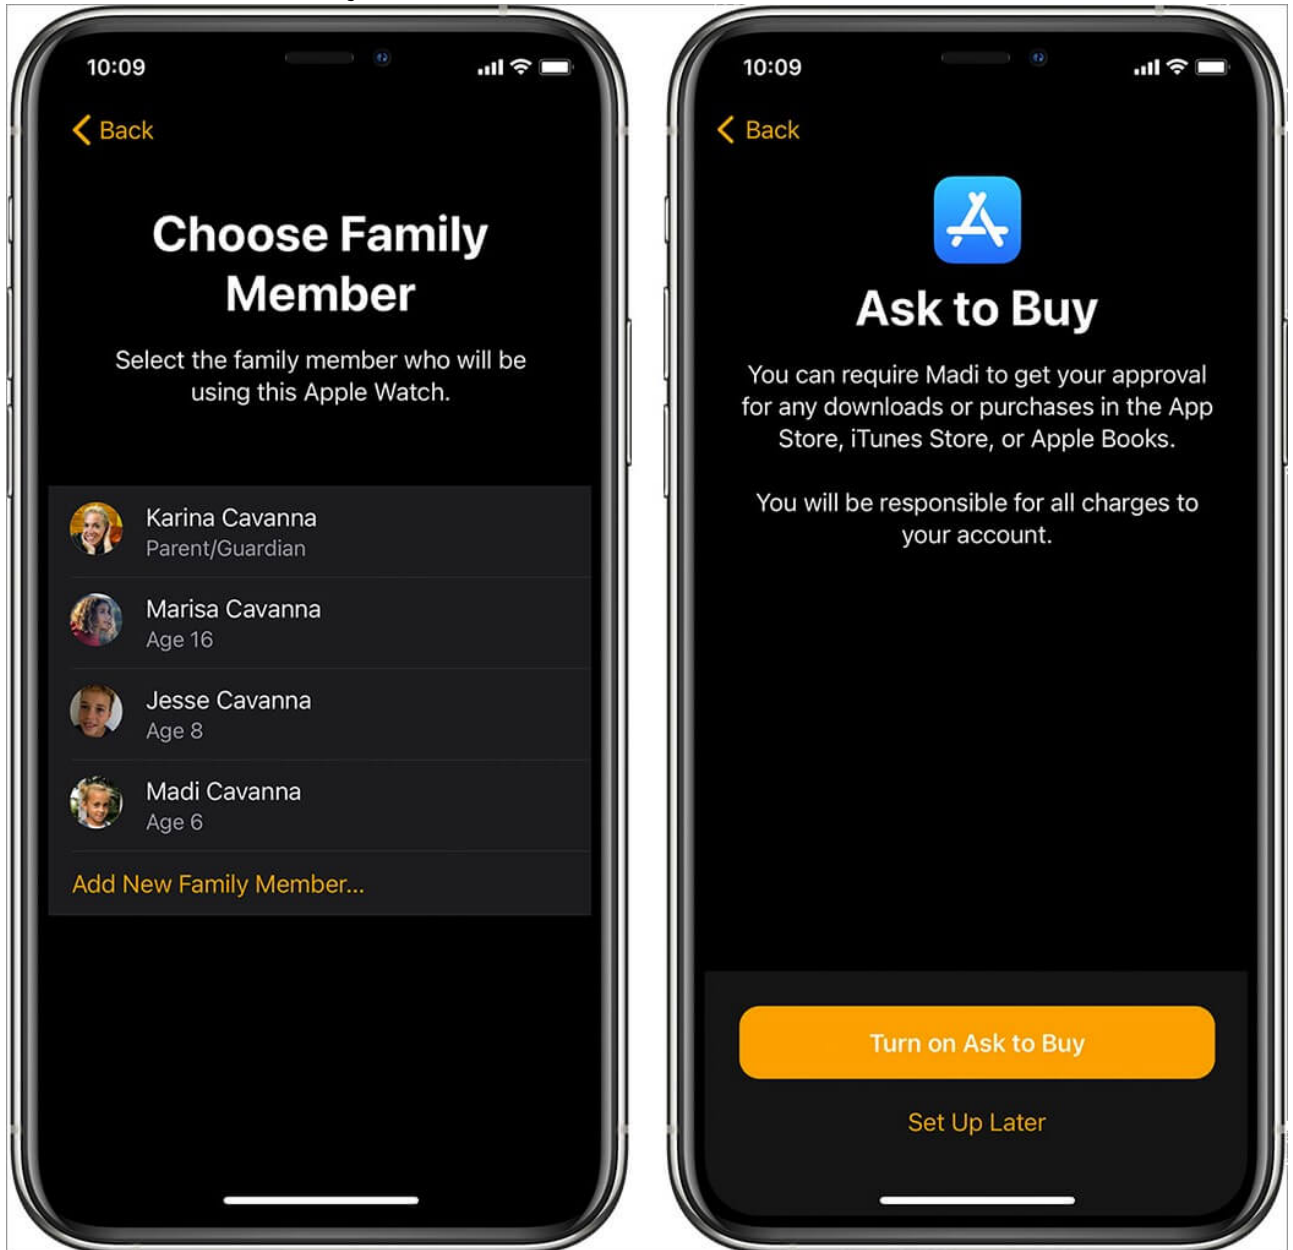 10:09
Back
Choose Family
Member
Select the family member who will be
using this Apple Watch.
Karina Cavanna
Parent/Guardian
Marisa Cavanna
Age 16
Jesse Cavanna
Age 8
Madi Cavanna
Age 6
Add New Family Member...
10:09
Back
Ask to Buy
You can require Madi to get your approval
for any downloads or purchases in the App
Store, iTunes Store, or Apple Books.
You will be responsible for all charges to
your account.
Turn on Ask to Buy
Set Up Later